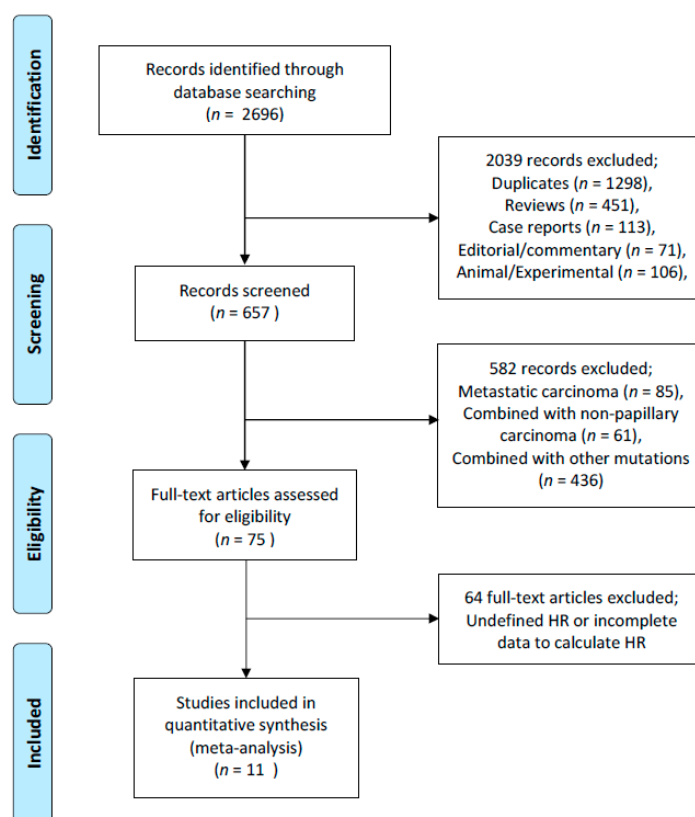 Identification
Records identified through
database searching
(n = 2696)
2039 records excluded;
Duplicates (n = 1298),
Reviews (n = 451),
Case reports (n = 113),
Editorial/commentary (n = 71),
Animal/Experimental (n = 106),
Screening
Records screened
(n = 657 )
582 records excluded;
Metastatic carcinoma (n = 85),
Combined with non-papillary
carcinoma (n = 61),
Combined with other mutations
(n = 436)
Eligibility
Full-text articles assessed
for eligibility
(n = 75 )
64 full-text articles excluded;
Undefined HR or incomplete
data to calculate HR
Included
Studies included in
quantitative synthesis
(meta-analysis)
(n = 11 )